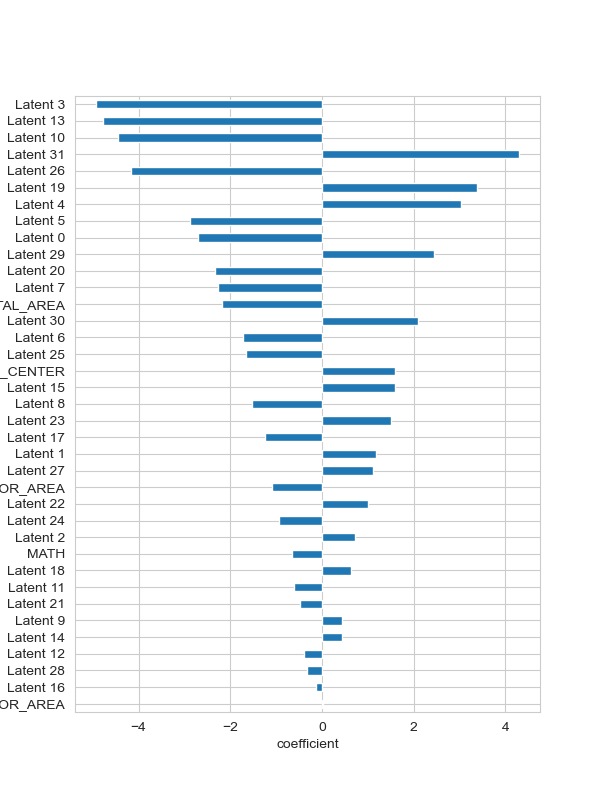 Latent 3
Latent 13
Latent 10
Latent 31
Latent 26
Latent 19
Latent 4
Latent 5
Latent 0
Latent 29
Latent 20
Latent 7
TAL_AREA
Latent 30
Latent 6
Latent 25
_CENTER
Latent 15
Latent 8
Latent 23
Latent 17
Latent 1
Latent 27
OR_AREA
Latent 22
Latent 24
Latent 2
MATH
Latent 18
Latent 11
Latent 21
Latent 9
Latent 14
Latent 12
Latent 28
Latent 16
OR_AREA
−4 −2 0 2 4
coefficient